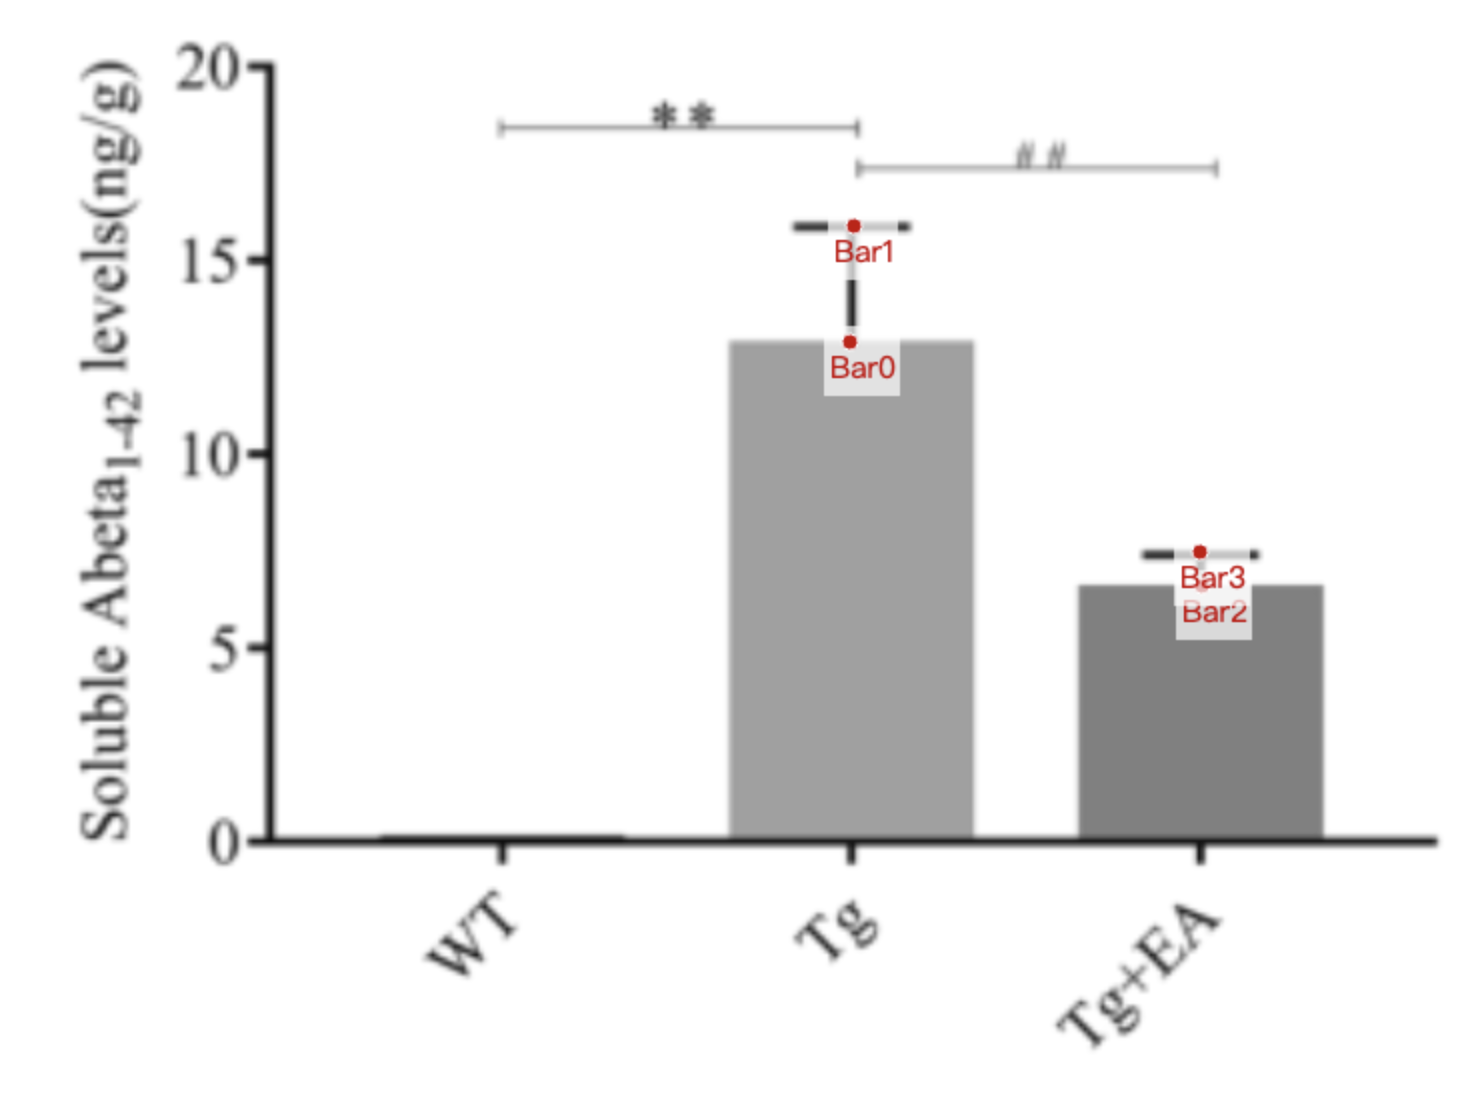 Soluble Abeta1-42 levels(ng/g)
20
15
10
5
0
**
##
Bar1
Bar0
Bar3
Bar2
WT
Tg
Tg+EA